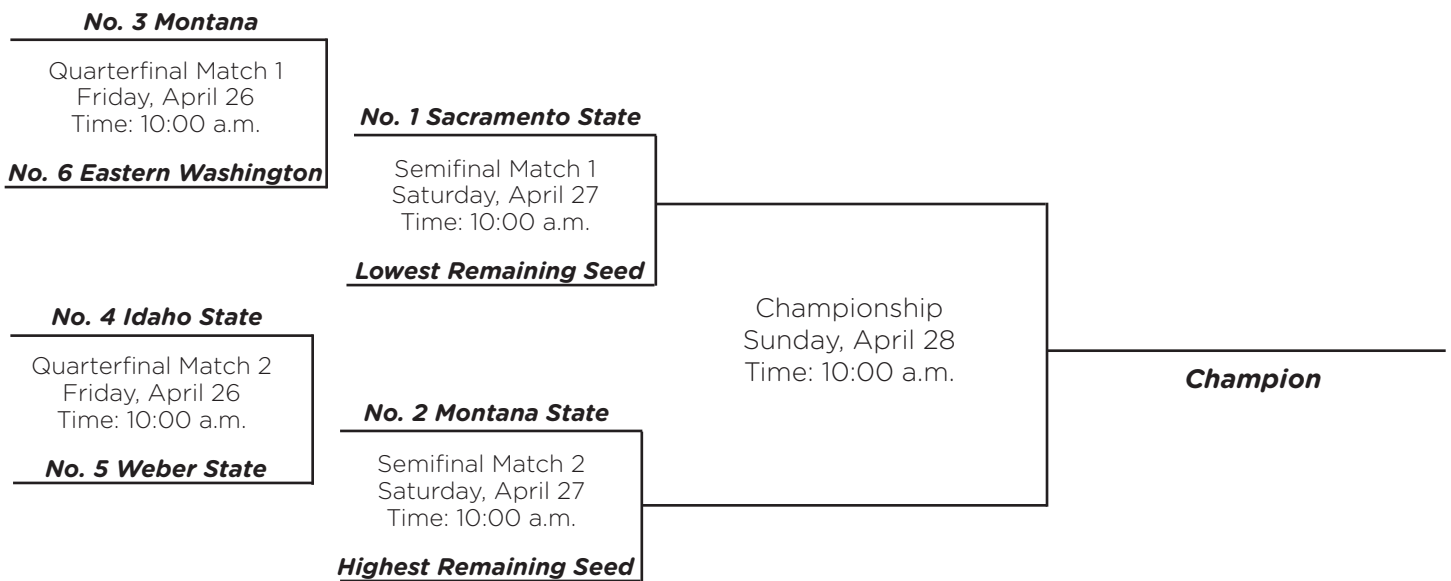 No. 3 Montana
Quarterfinal Match 1
Friday, April 26
Time: 10:00 a.m.
No. 6 Eastern Washington
No. 4 Idaho State
Quarterfinal Match 2
Friday, April 26
Time: 10:00 a.m.
No. 5 Weber State
No. 1 Sacramento State
Semifinal Match 1
Saturday, April 27
Time: 10:00 a.m.
Lowest Remaining Seed
No. 2 Montana State
Semifinal Match 2
Saturday, April 27
Time: 10:00 a.m.
Highest Remaining Seed
Championship
Sunday, April 28
Time: 10:00 a.m.
Champion